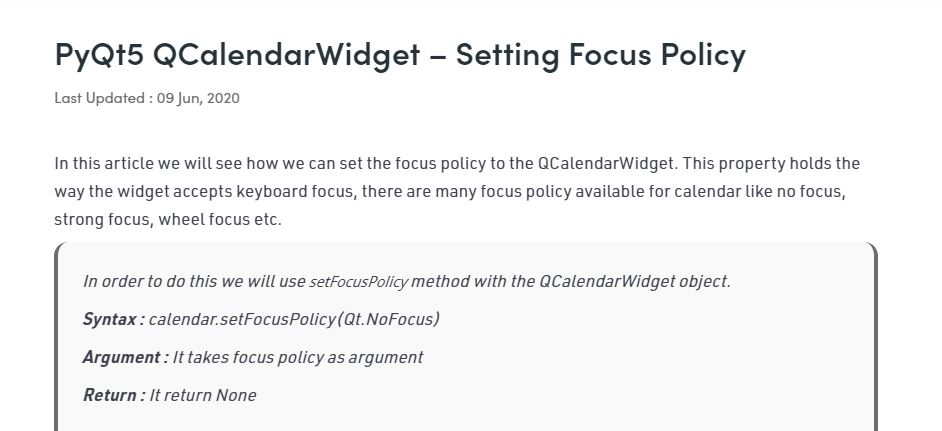 PyQt5 QCalendarWidget – Setting Focus Policy
Last Updated : 09 Jun, 2020
In this article we will see how we can set the focus policy to the QCalendarWidget. This property holds the
way the widget accepts keyboard focus, there are many focus policy available for calendar like no focus,
strong focus, wheel focus etc.
In order to do this we will use setFocusPolicy method with the QCalendarWidget object.
Syntax : calendar.setFocusPolicy(Qt.NoFocus)
Argument : It takes focus policy as argument
Return : It return None